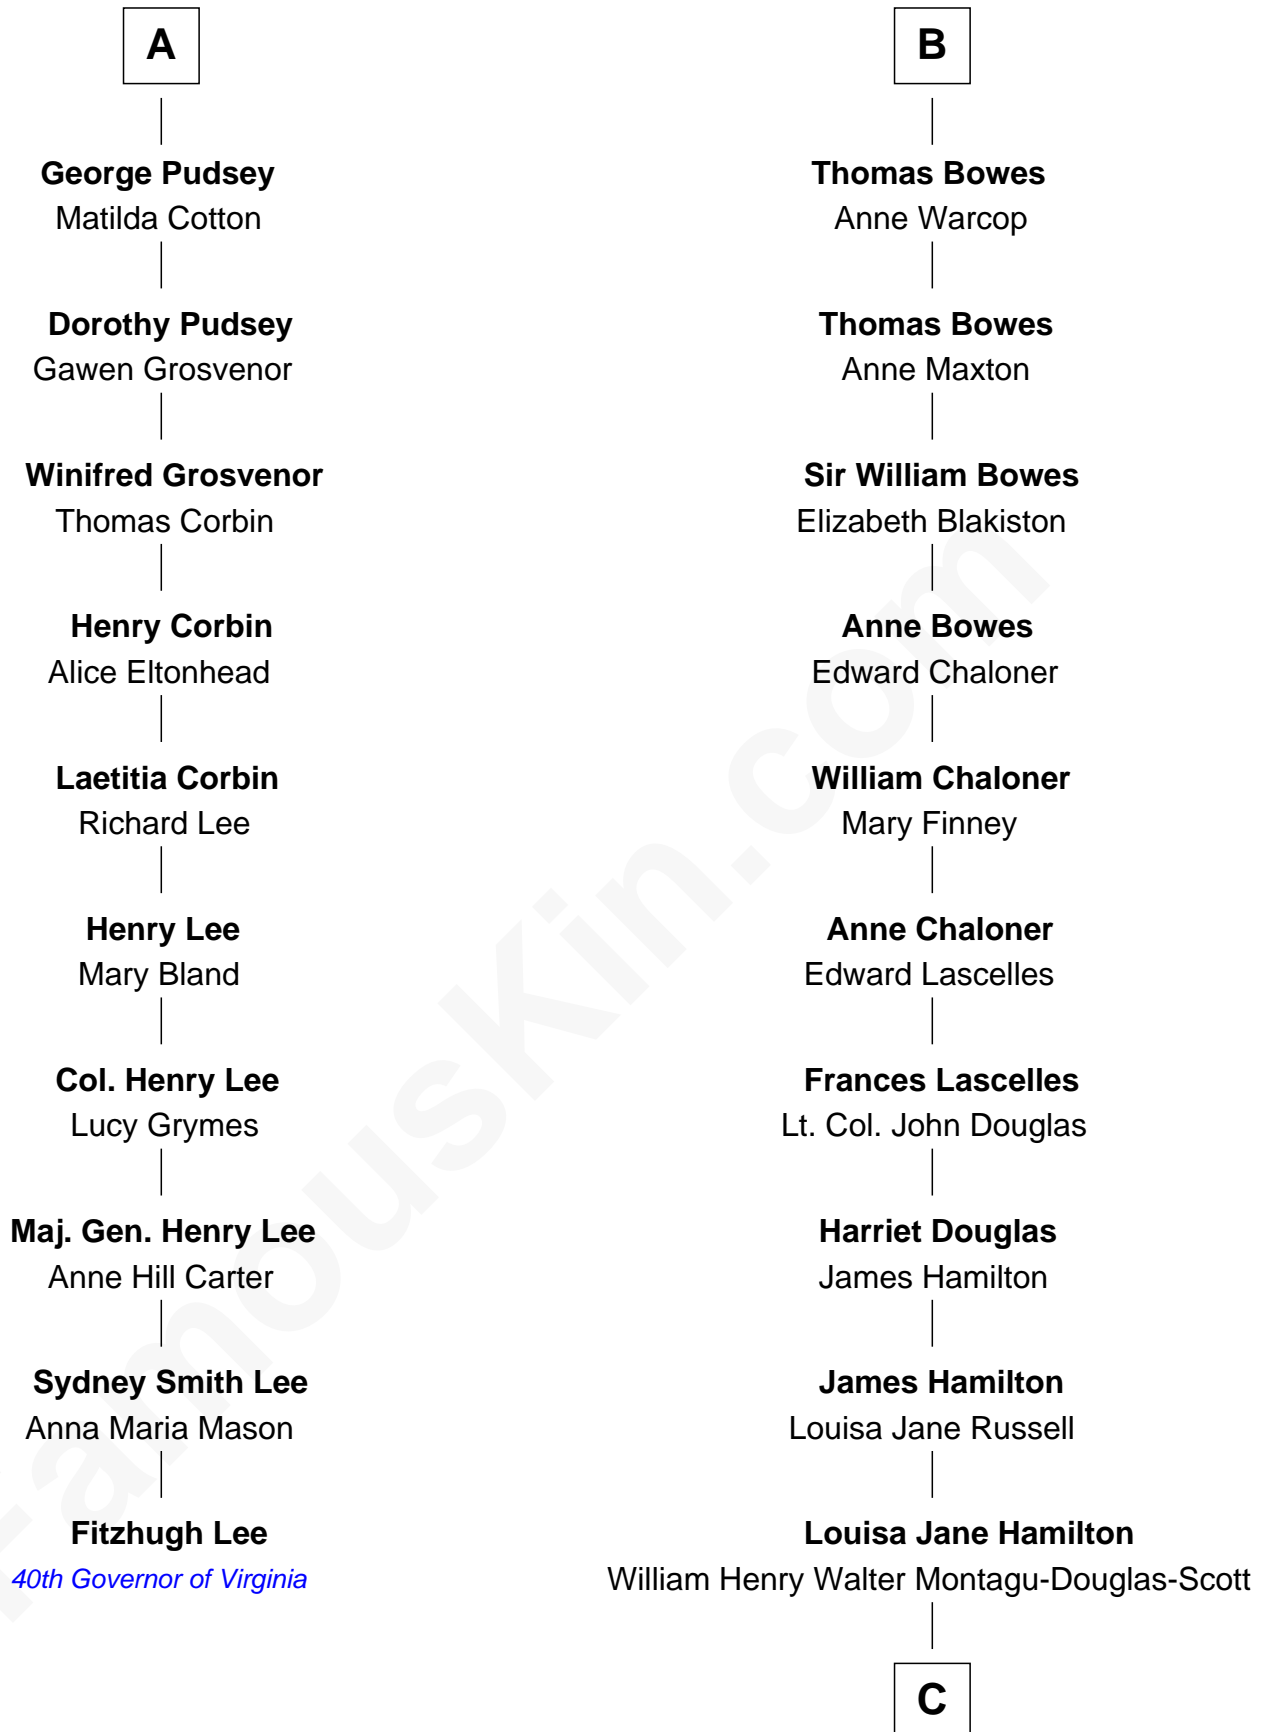 A
George Pudsey
Matilda Cotton
Dorothy Pudsey
Gawen Grosvenor
Winifred Grosvenor
Thomas Corbin
Henry Corbin
Alice Eltonhead
Laetitia Corbin
Richard Lee
Henry Lee
Mary Bland
Col. Henry Lee
Lucy Grymes
Maj. Gen. Henry Lee
Anne Hill Carter
Sydney Smith Lee
Anna Maria Mason
Fitzhugh Lee
40th Governor of Virginia
B
Thomas Bowes
Anne Warcop
Thomas Bowes
Anne Maxton
Sir William Bowes
Elizabeth Blakiston
Anne Bowes
Edward Chaloner
William Chaloner
Mary Finney
Anne Chaloner
Edward Lascelles
Frances Lascelles
Lt. Col. John Douglas
Harriet Douglas
James Hamilton
James Hamilton
Louisa Jane Russell
Louisa Jane Hamilton
William Henry Walter Montagu-Douglas-Scott
C
FamousKin.com